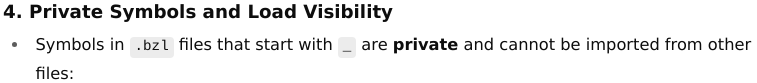 4. Private Symbols and Load Visibility
• Symbols in .bzl files that start with _ are private and cannot be imported from other
files: